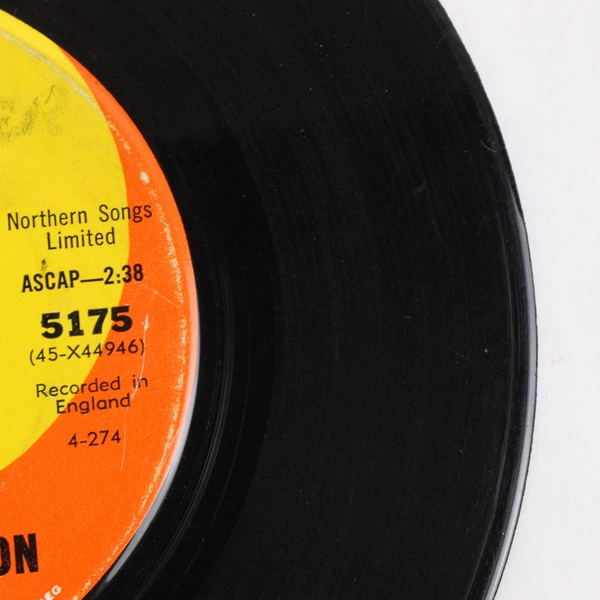 Northern Songs
Limited
ASCAP—2:38
5175
(45-X44946)
Recorded in
England
4-274
ON